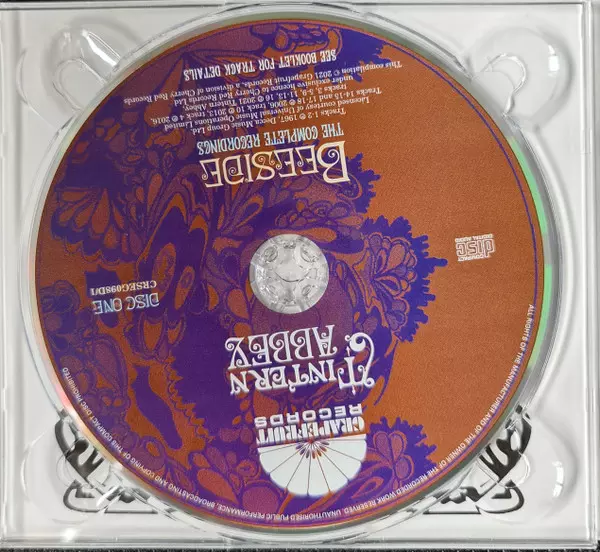 GRAPEFRUIT
RECORDS
TINTERN
ABBEY
DISC ONE
CRSEG098D/1
COMPACT
disc
DIGITAL AUDIO
BEESIDE
THE COMPLETE RECORDINGS
Tracks 1-2 ℗ 1967, Decca Music Group Ltd.
Licensed courtesy of Universal Music Operations Limited
Tracks 14-15 and 17-18 ℗ 2006, track 10 ℗ 2013, track 4 ℗ 2016,
tracks 3, 5-9, 11-13, 16 ℗ 2021 Tintern Abbey,
under exclusive licence to Cherry Red Records Ltd.
This compilation © 2021 Grapefruit Records, a division of Cherry Red Records
SEE BOOKLET FOR TRACK DETAILS
ALL RIGHTS OF THE MANUFACTURER AND OF THE OWNER OF THE RECORDED WORK RESERVED. UNAUTHORISED PUBLIC PERFORMANCE, BROADCASTING AND COPYING OF THIS COMPACT DISC PROHIBITED